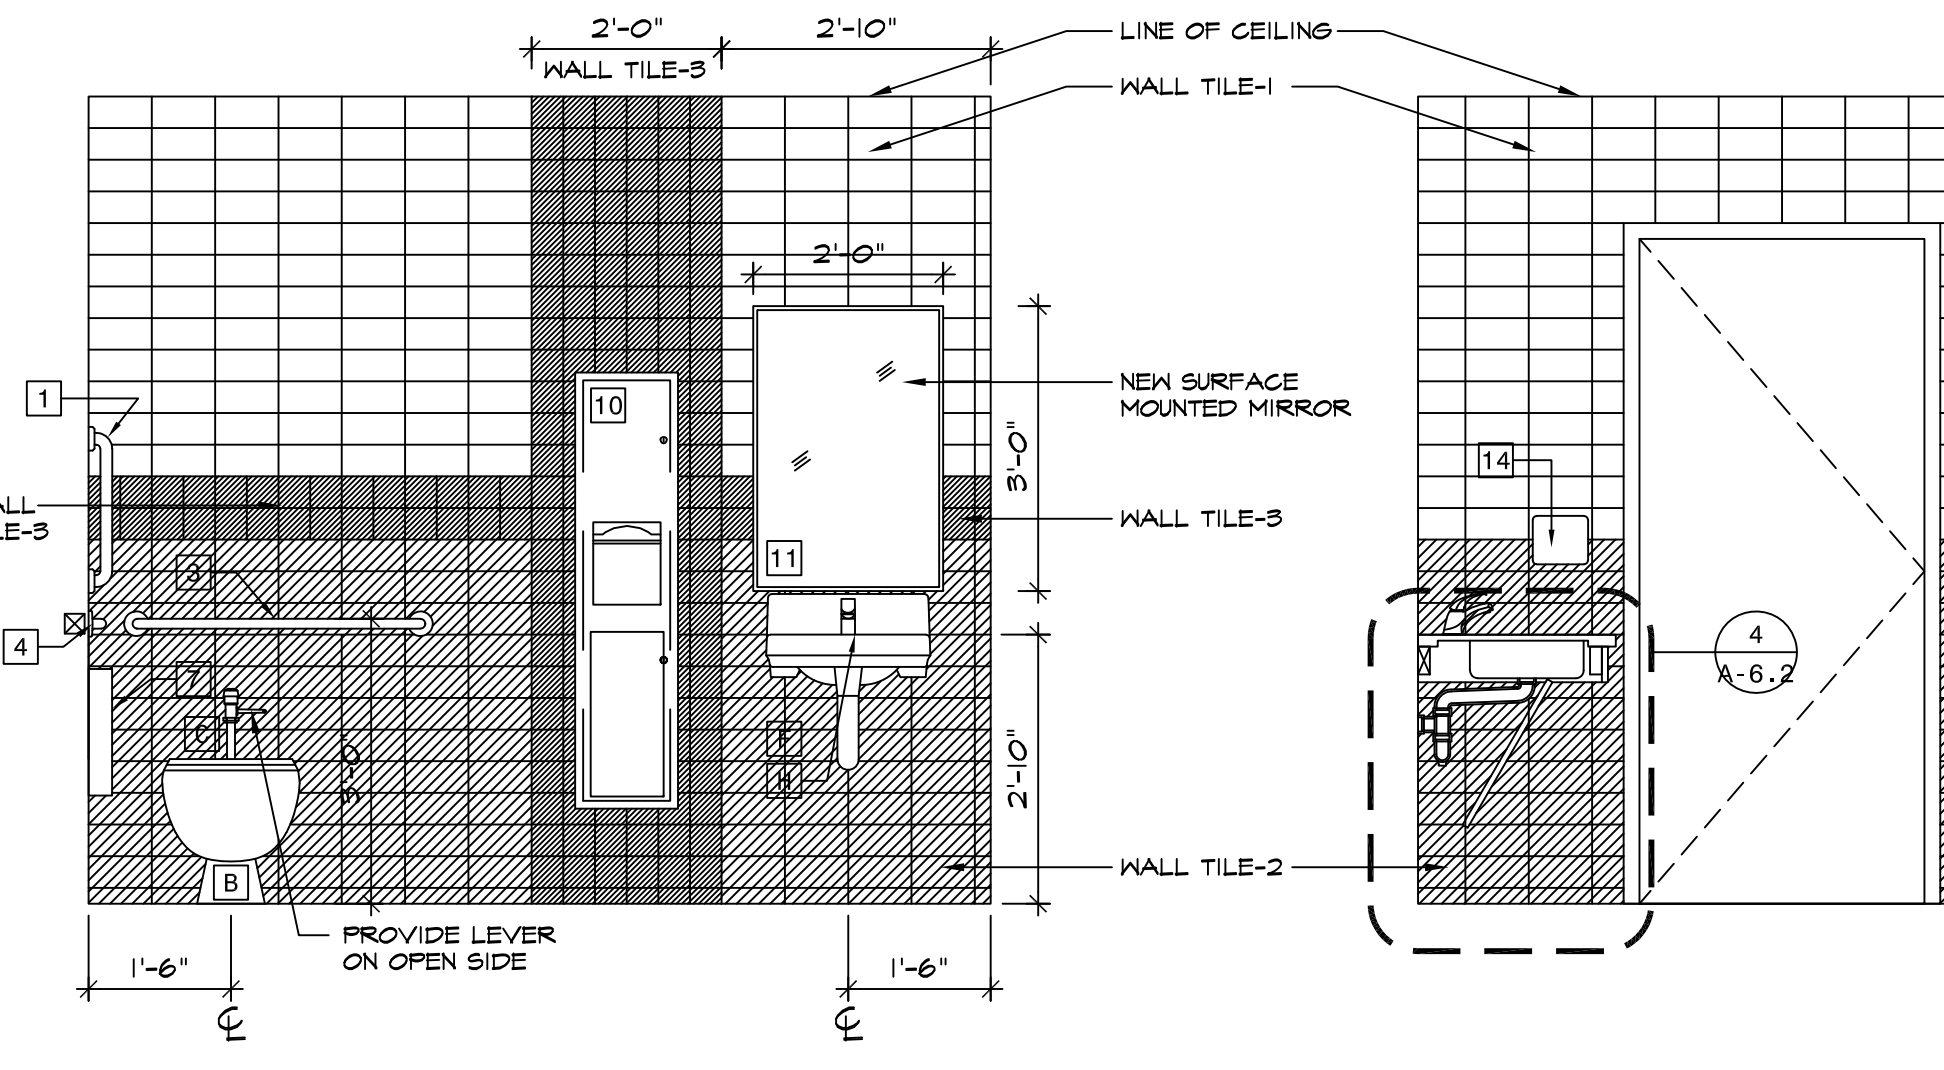 2'-0" 2'-10" LINE OF CEILING
WALL TILE-3
WALL TILE-1
2'-0"
NEW SURFACE
MOUNTED MIRROR
1
10
3'-0"
14
TILE-3
WALL TILE-3
11
3
4
4
A-6.2
7
C
F
H
3'-0"
2'-10"
WALL TILE-2
B
PROVIDE LEVER
ON OPEN SIDE
1'-6" 1'-6"
℄ ℄